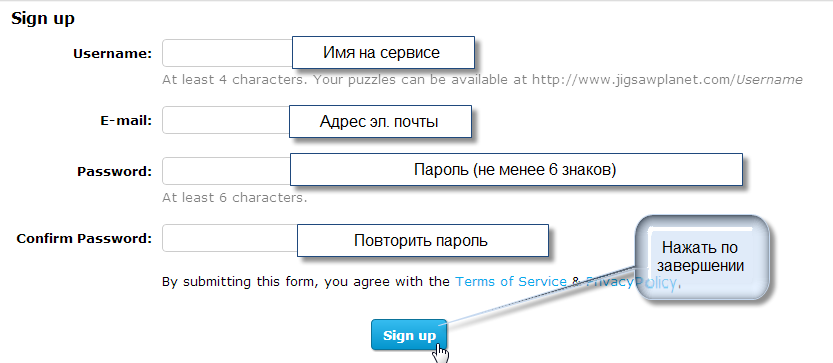 Sign up
Username: Имя на сервисе
At least 4 characters. Your puzzles can be available at http://www.jigsawplanet.com/Username
E-mail: Адрес эл. почты
Password: Пароль (не менее 6 знаков)
At least 6 characters.
Confirm Password: Повторить пароль
Нажать по
завершении
By submitting this form, you agree with the Terms of Service & PrivacyPolicy.
Sign up